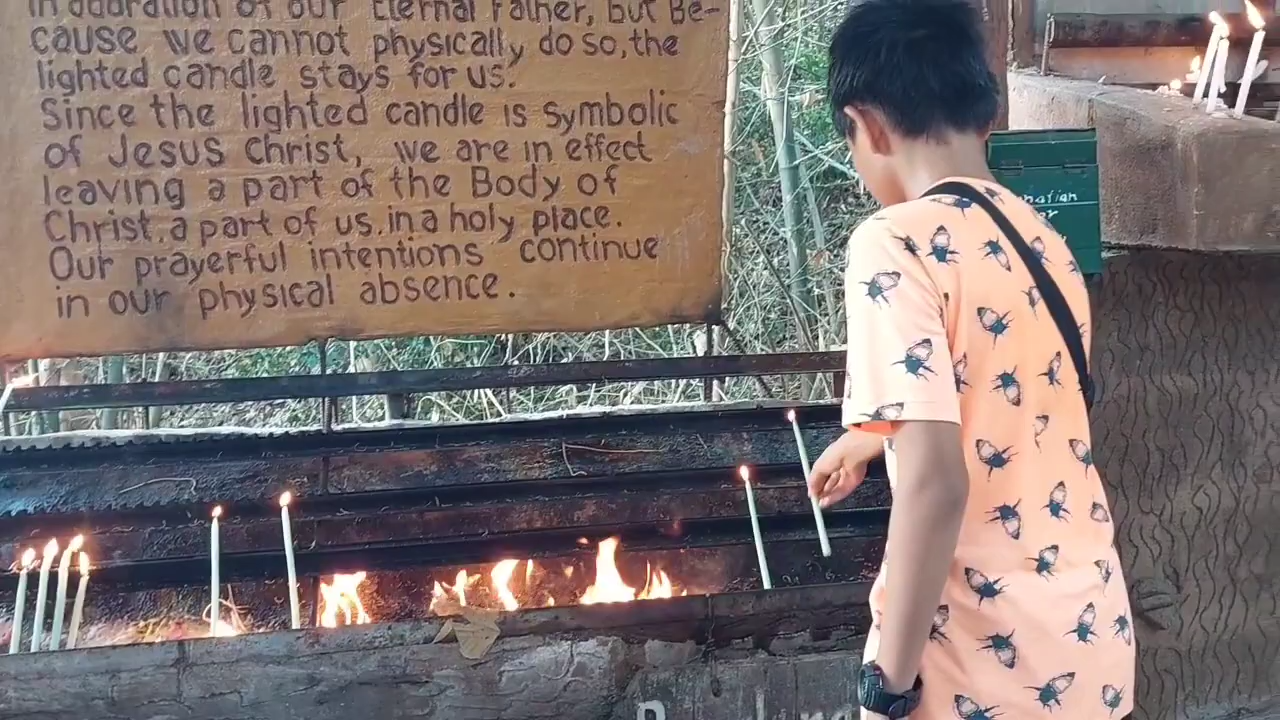 in adoration of our Eternal Father, but Be-
cause we cannot physically do so, the
lighted candle stays for us.
Since the lighted candle is symbolic
of Jesus Christ, we are in effect
leaving a part of the Body of
Christ, a part of us, in a holy place.
Our prayerful intentions continue
in our physical absence.